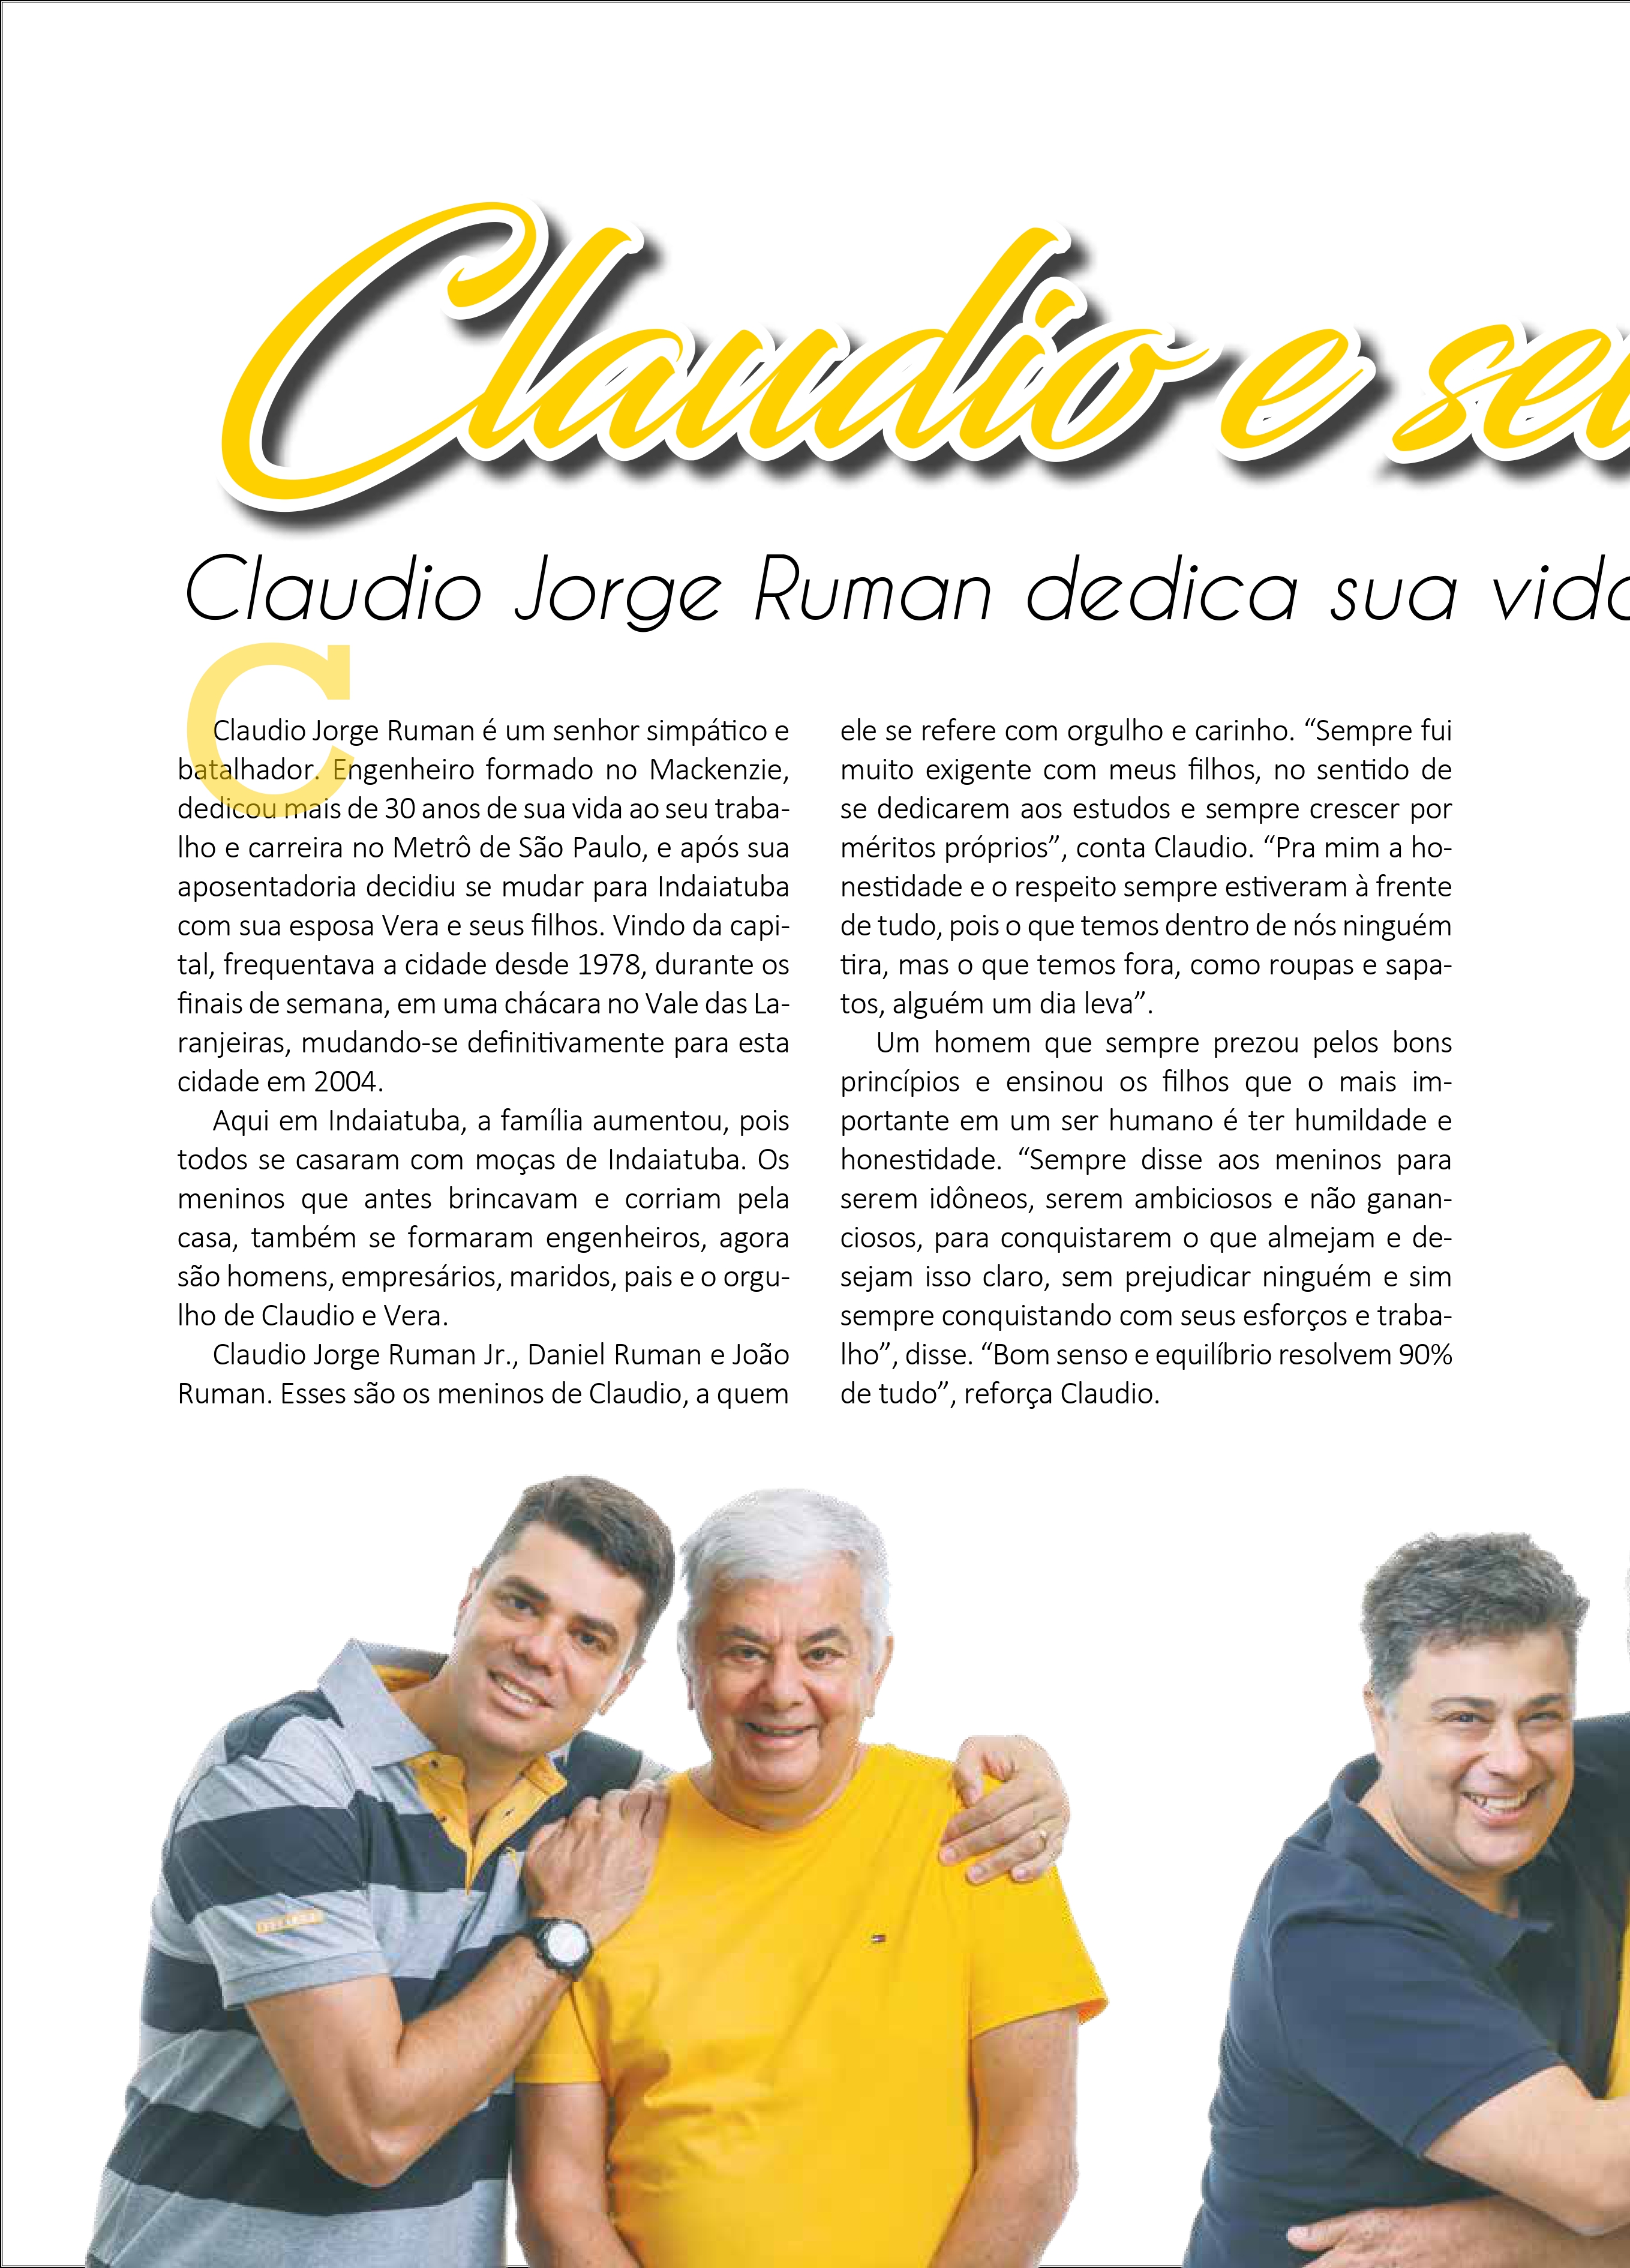 Claudio e seu
Claudio Jorge Ruman dedica sua vida
C
Claudio Jorge Ruman é um senhor simpático e
batalhador. Engenheiro formado no Mackenzie,
dedicou mais de 30 anos de sua vida ao seu traba-
lho e carreira no Metrô de São Paulo, e após sua
aposentadoria decidiu se mudar para Indaiatuba
com sua esposa Vera e seus filhos. Vindo da capi-
tal, frequentava a cidade desde 1978, durante os
finais de semana, em uma chácara no Vale das La-
ranjeiras, mudando-se definitivamente para esta
cidade em 2004.
Aqui em Indaiatuba, a família aumentou, pois
todos se casaram com moças de Indaiatuba. Os
meninos que antes brincavam e corriam pela
casa, também se formaram engenheiros, agora
são homens, empresários, maridos, pais e o orgu-
lho de Claudio e Vera.
Claudio Jorge Ruman Jr., Daniel Ruman e João
Ruman. Esses são os meninos de Claudio, a quem
ele se refere com orgulho e carinho. “Sempre fui
muito exigente com meus filhos, no sentido de
se dedicarem aos estudos e sempre crescer por
méritos próprios”, conta Claudio. “Pra mim a ho-
nestidade e o respeito sempre estiveram à frente
de tudo, pois o que temos dentro de nós ninguém
tira, mas o que temos fora, como roupas e sapa-
tos, alguém um dia leva”.
Um homem que sempre prezou pelos bons
princípios e ensinou os filhos que o mais im-
portante em um ser humano é ter humildade e
honestidade. “Sempre disse aos meninos para
serem idôneos, serem ambiciosos e não ganan-
ciosos, para conquistarem o que almejam e de-
sejam isso claro, sem prejudicar ninguém e sim
sempre conquistando com seus esforços e traba-
lho”, disse. “Bom senso e equilíbrio resolvem 90%
de tudo”, reforça Claudio.